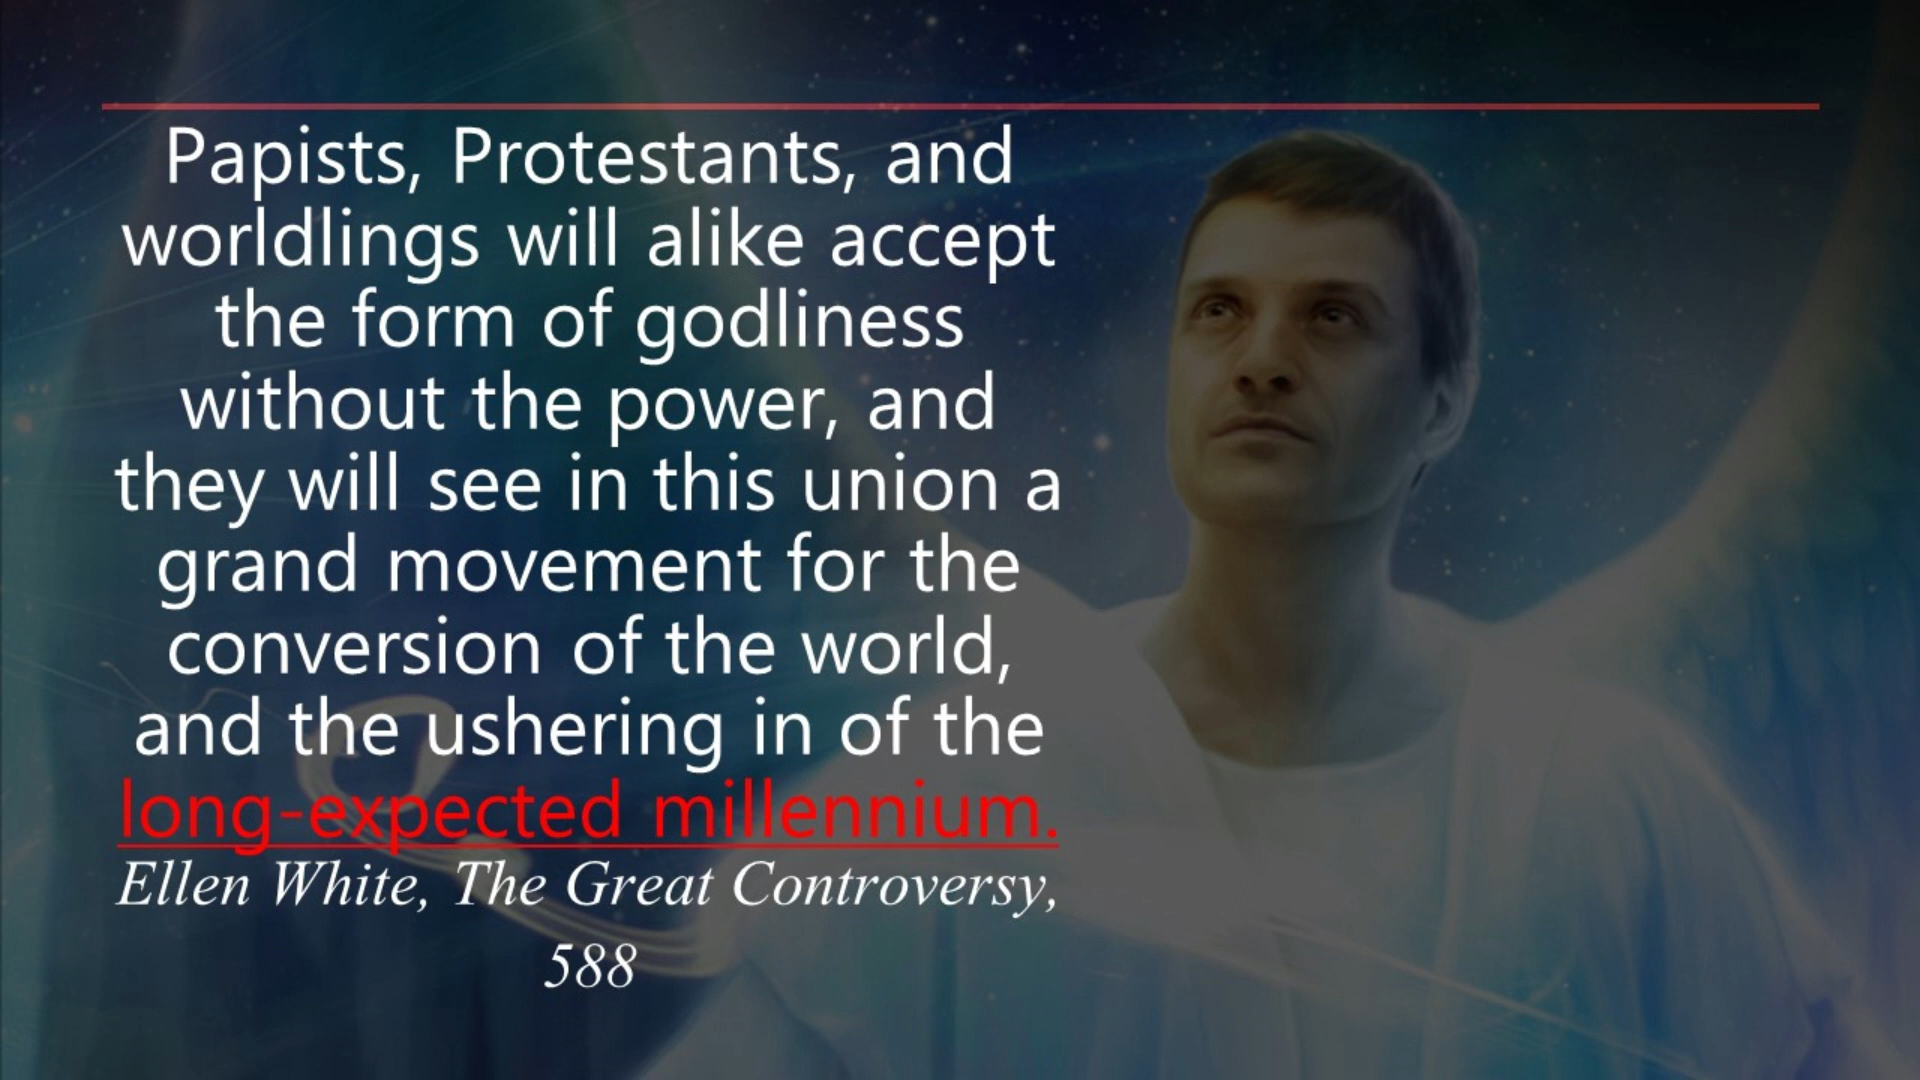 Papists, Protestants, and
worldlings will alike accept
the form of godliness
without the power, and
they will see in this union a
grand movement for the
conversion of the world,
and the ushering in of the
long-expected millennium.
Ellen White, The Great Controversy,
588